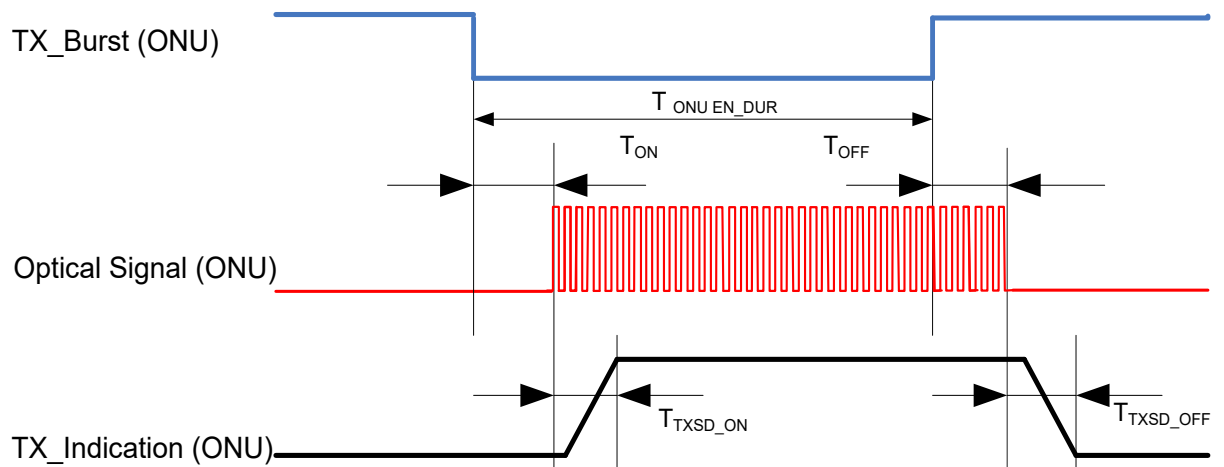 TX_Burst (ONU)
T ONU EN_DUR
TON
TOFF
Optical Signal (ONU)
TTXSD_ON
TTXSD_OFF
TX_Indication (ONU)